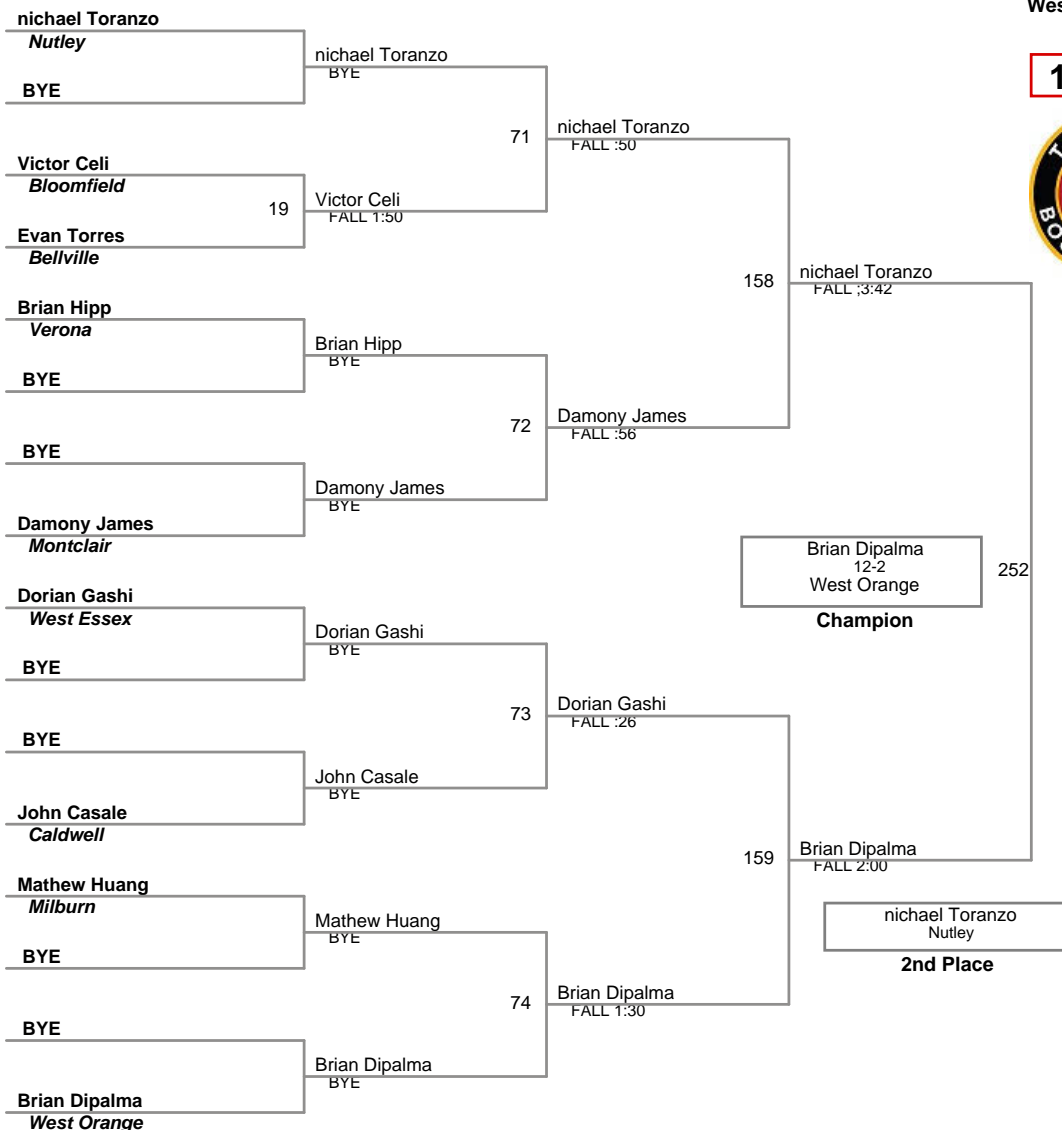 Wes
nichael Toranzo
Nutley
BYE
nichael Toranzo
BYE
Victor Celi
Bloomfield
19
Victor Celi
FALL 1:50
Evan Torres
Bellville
71
nichael Toranzo
FALL :50
Brian Hipp
Verona
BYE
Brian Hipp
BYE
BYE
Damony James
Montclair
Damony James
BYE
72
Damony James
FALL :56
158
nichael Toranzo
FALL ;3:42
Dorian Gashi
West Essex
BYE
Dorian Gashi
BYE
BYE
John Casale
Caldwell
John Casale
BYE
73
Dorian Gashi
FALL :26
Mathew Huang
Milburn
BYE
Mathew Huang
BYE
BYE
Brian Dipalma
West Orange
Brian Dipalma
BYE
74
Brian Dipalma
FALL 1:30
159
Brian Dipalma
FALL 2:00
252
Brian Dipalma
12-2
West Orange
Champion
nichael Toranzo
Nutley
2nd Place
1
T
BO